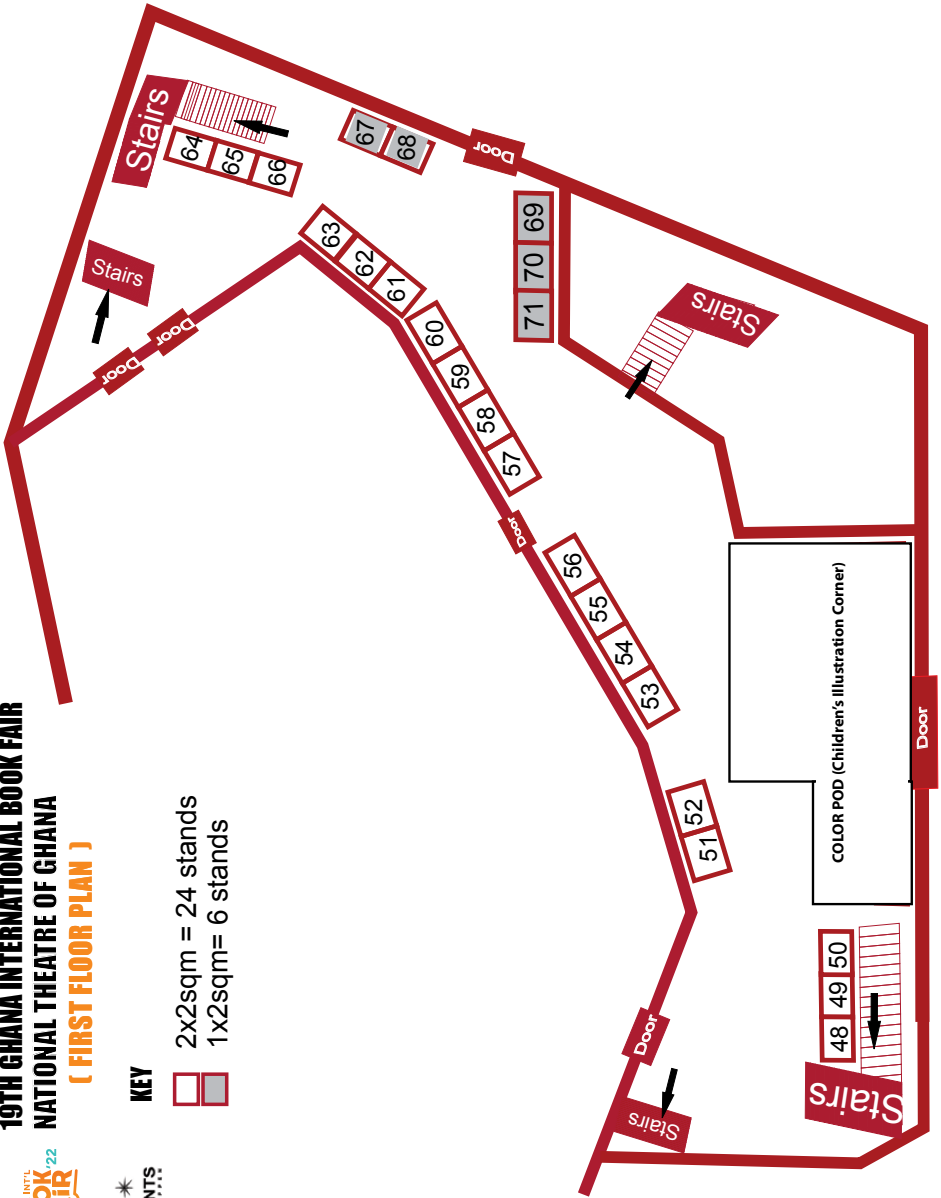 19TH GHANA INTERNATIONAL BOOK FAIR
NATIONAL THEATRE OF GHANA
( FIRST FLOOR PLAN )
INT'L
'22
KEY
2x2sqm = 24 stands
1x2sqm= 6 stands
Stairs
Stairs
Door
Door
64
65
66
67
68
Door
63
62
61
60
59
58
57
69
70
71
Stairs
Door
56
55
54
53
52
51
COLOR POD (Children's Illustration Corner)
Door
50
49
48
Door
Stairs
Stairs